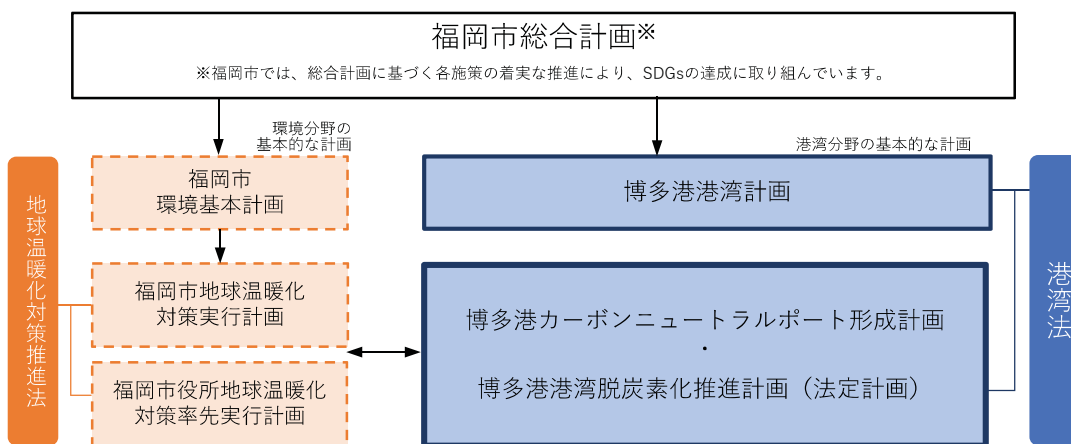 福岡市総合計画※
※福岡市では、総合計画に基づく各施策の着実な推進により、SDGsの達成に取り組んでいます。
環境分野の
基本的な計画
港湾分野の基本的な計画
地球温暖化対策推進法
福岡市
環境基本計画
博多港港湾計画
港湾法
福岡市地球温暖化
対策実行計画
博多港カーボンニュートラルポート形成計画
・
博多港港湾脱炭素化推進計画（法定計画）
福岡市役所地球温暖化
対策率先実行計画